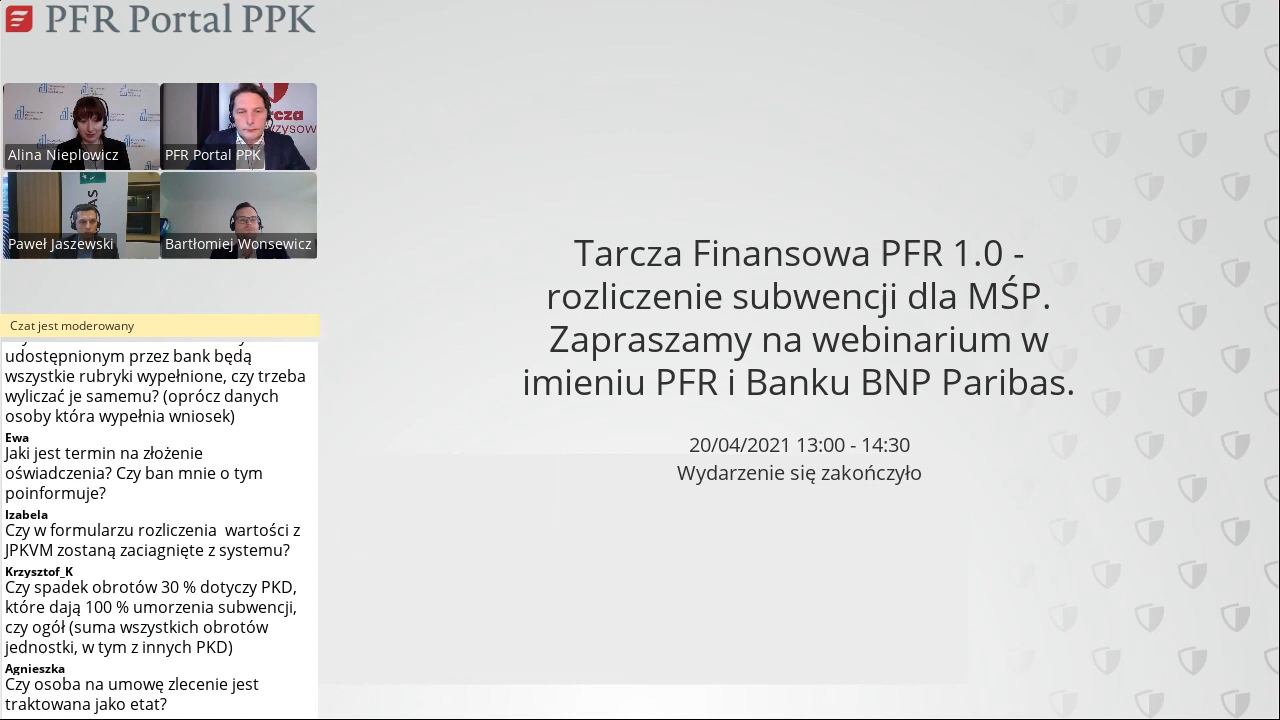 PFR Portal PPK
rcza
yzysow
Alina Nieplowicz
PFR Portal PPK
AS
Paweł Jaszewski
Bartłomiej Wonsewicz
Czat jest moderowany
udostępnionym przez bank będą
wszystkie rubryki wypełnione, czy trzeba
wyliczać je samemu? (oprócz danych
osoby która wypełnia wniosek)
Ewa
Jaki jest termin na złożenie
oświadczenia? Czy ban mnie o tym
poinformuje?
Izabela
Czy w formularzu rozliczenia wartości z
JPKVM zostaną zaciagnięte z systemu?
Krzysztof_K
Czy spadek obrotów 30 % dotyczy PKD,
które dają 100 % umorzenia subwencji,
czy ogół (suma wszystkich obrotów
jednostki, w tym z innych PKD)
Agnieszka
Czy osoba na umowę zlecenie jest
traktowana jako etat?
Tarcza Finansowa PFR 1.0 -
rozliczenie subwencji dla MŚP.
Zapraszamy na webinarium w
imieniu PFR i Banku BNP Paribas.
20/04/2021 13:00 - 14:30
Wydarzenie się zakończyło